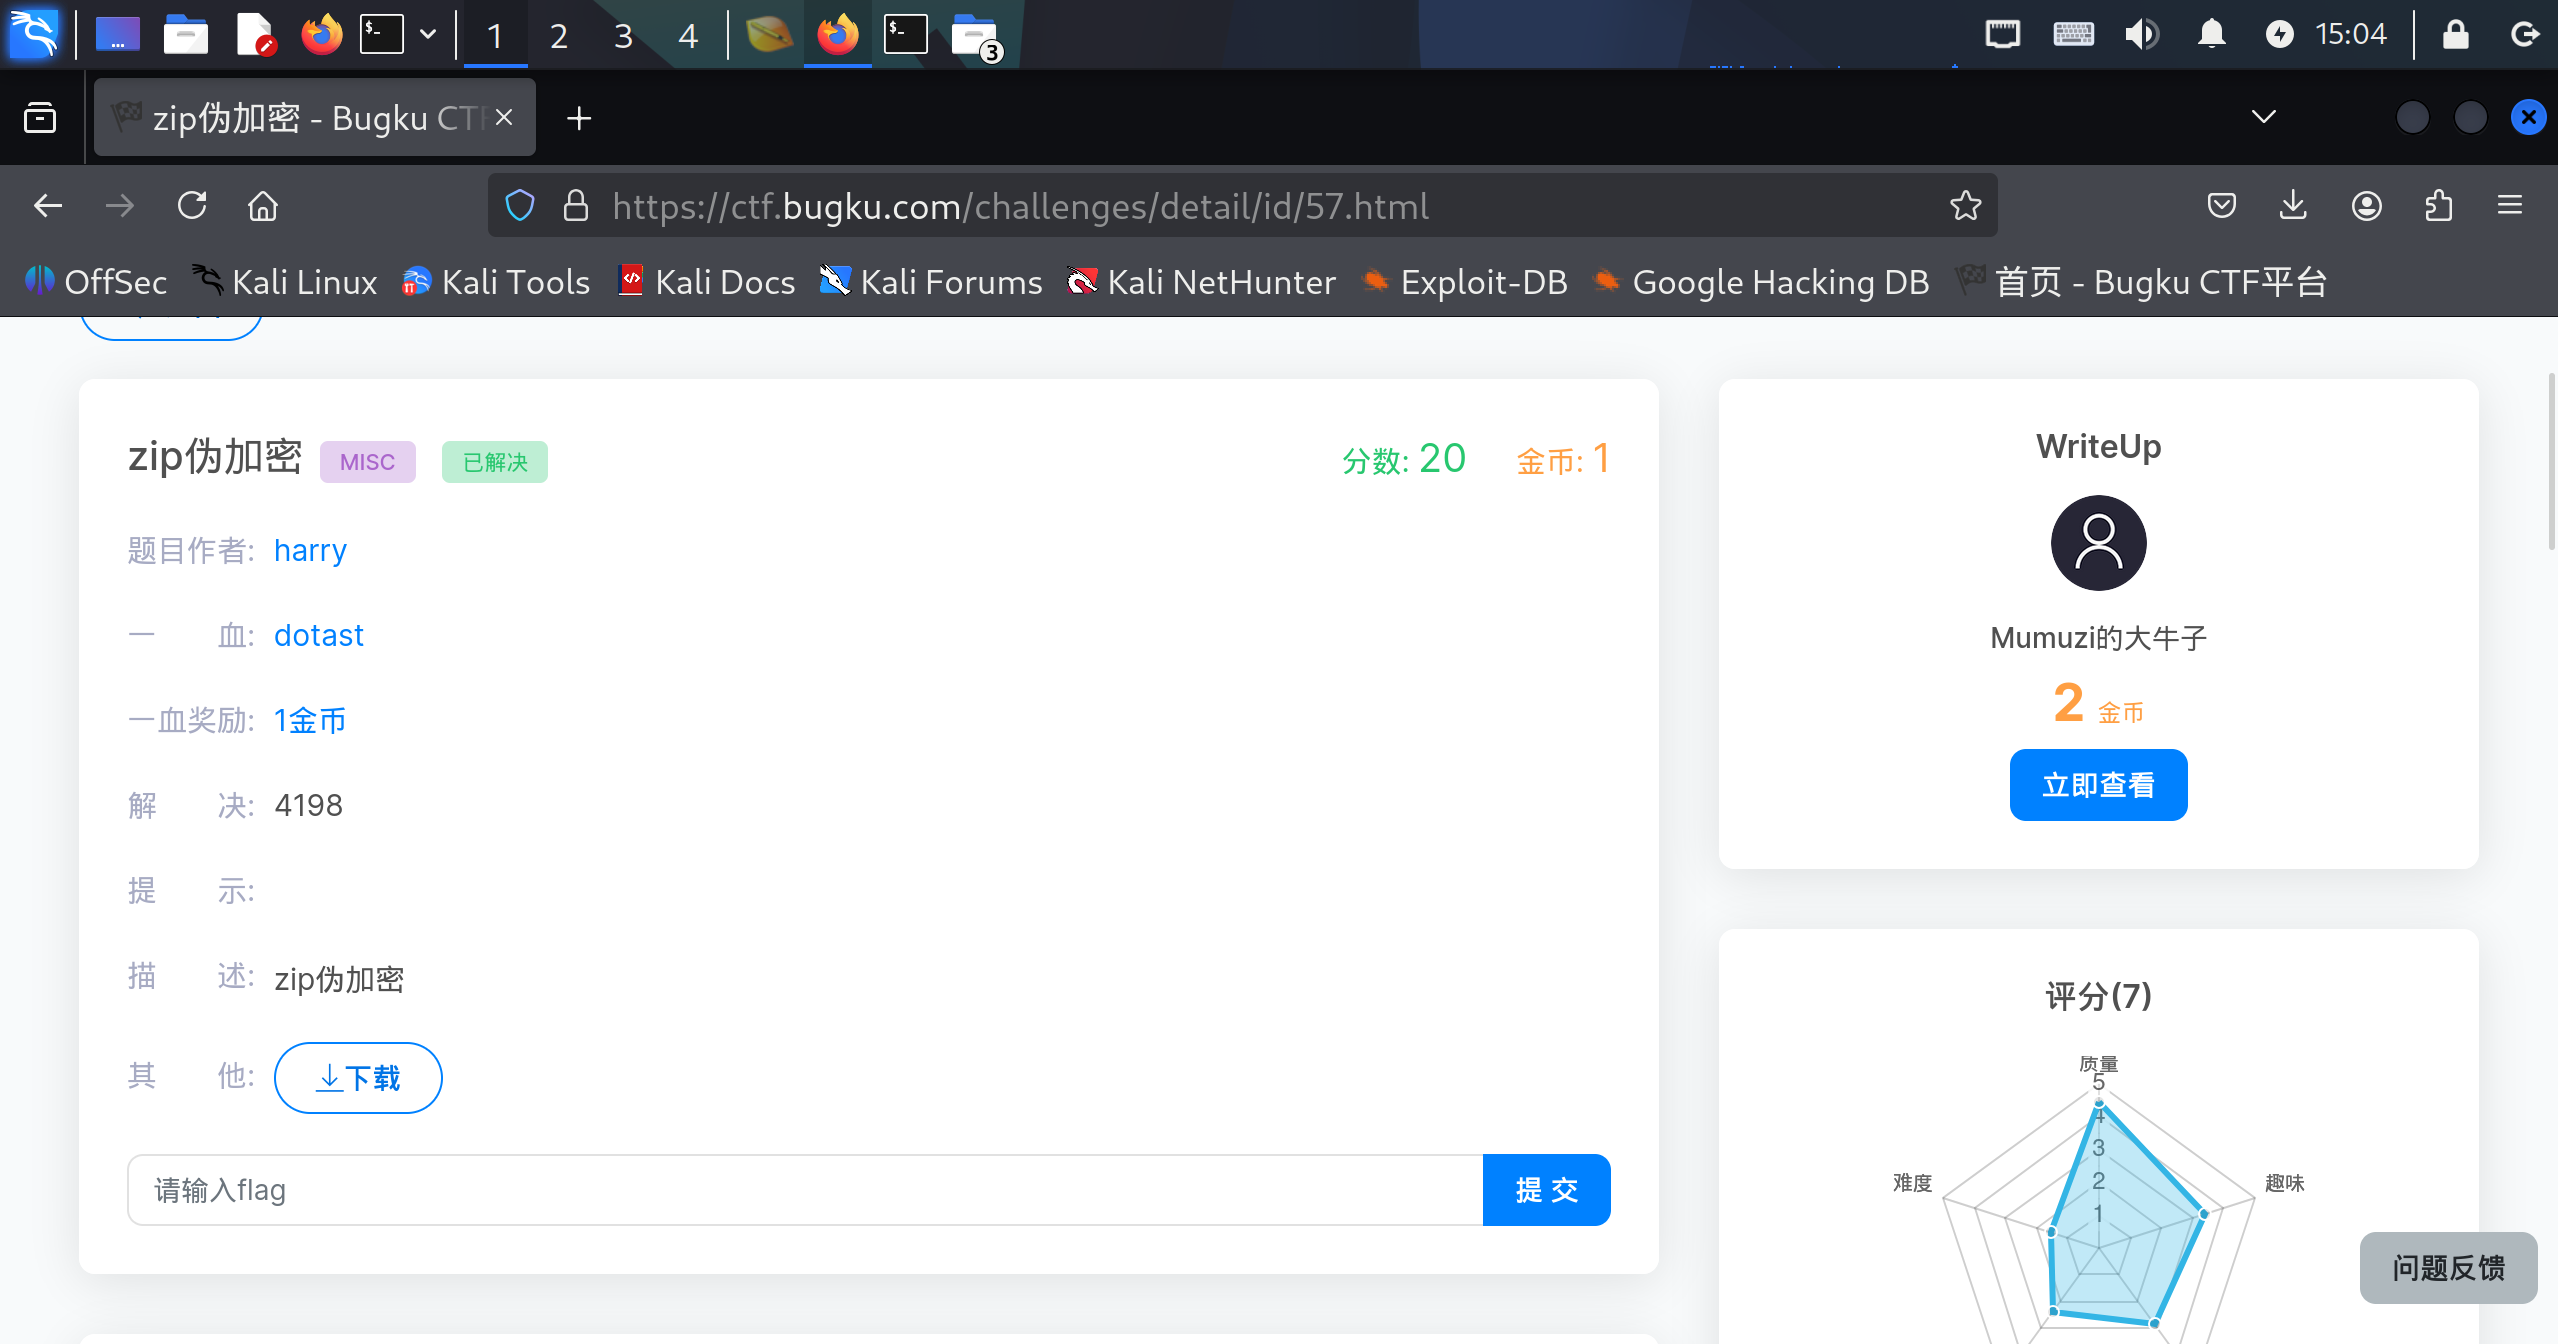 1 2 3 4
3
15:04
zip伪加密 - Bugku CTF
https://ctf.bugku.com/challenges/detail/id/57.html
OffSec Kali Linux Kali Tools Kali Docs Kali Forums Kali NetHunter Exploit-DB Google Hacking DB 首页 - Bugku CTF平台
zip伪加密 MISC 已解决 分数: 20 金币: 1
题目作者: harry
一 血: dotast
一血奖励: 1金币
解 决: 4198
提 示:
描 述: zip伪加密
其 他: 下载
请输入flag 提 交
WriteUp
Mumuzi的大牛子
2 金币
立即查看
评分(7)
质量
5
4
3
2
1
难度
趣味
问题反馈